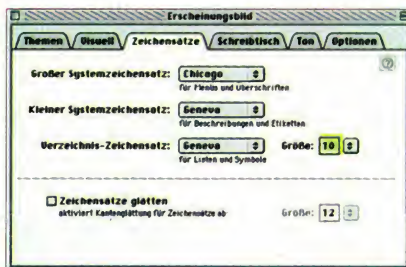 Erscheinungsbild
Themen Visuell Zeichensätze Schreibtisch Ton Optionen
Großer Systemzeichensatz: Chicago
für Menüs und Überschriften
Kleiner Systemzeichensatz: Geneva
für Beschreibungen und Etiketten
Verzeichnis-Zeichensatz: Geneva Größe: 10
für Listen und Symbole
Zeichensätze glätten
aktiviert Kantenglättung für Zeichensätze ab Größe: 12